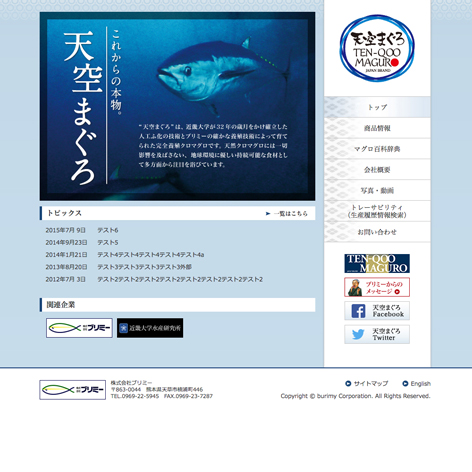 天空まぐろ
これからの本物。
“天空まぐろ”は、近畿大学が32年の歳月をかけ確立した
人工ふ化の技術とブリミーの確かな養殖技術によって育て
られた完全養殖クロマグロです。天然クロマグロには一切
影響を及ぼさない、地球環境に優しい持続可能な食材とし
て多方面から注目を浴びています。
天空まぐろ
TEN-QOO
MAGURO
JAPAN BRAND
トップ
商品情報
マグロ百科辞典
会社概要
写真・動画
トレーサビリティ
(生産履歴情報検索)
お問い合わせ
トピックス
一覧はこちら
2015年7月 9日 テスト6
2014年9月23日 テスト5
2014年1月21日 テスト4テスト4テスト4テスト4テスト4a
2013年8月20日 テスト3テスト3テスト3テスト3外部
2012年7月 3日 テスト2テスト2テスト2テスト2テスト2テスト2テスト2
関連企業
株式会社ブリミー
近畿大学水産研究所
TEN-QOO
MAGURO
ブリミーからの
メッセージ
天空まぐろ
Facebook
天空まぐろ
Twitter
株式会社ブリミー
株式会社ブリミー
〒863-0044 熊本県天草市楠浦町446
TEL.0969-22-5945 FAX.0969-23-7287
サイトマップ
English
Copyright © burimy Corporation. All Rights Reserved.